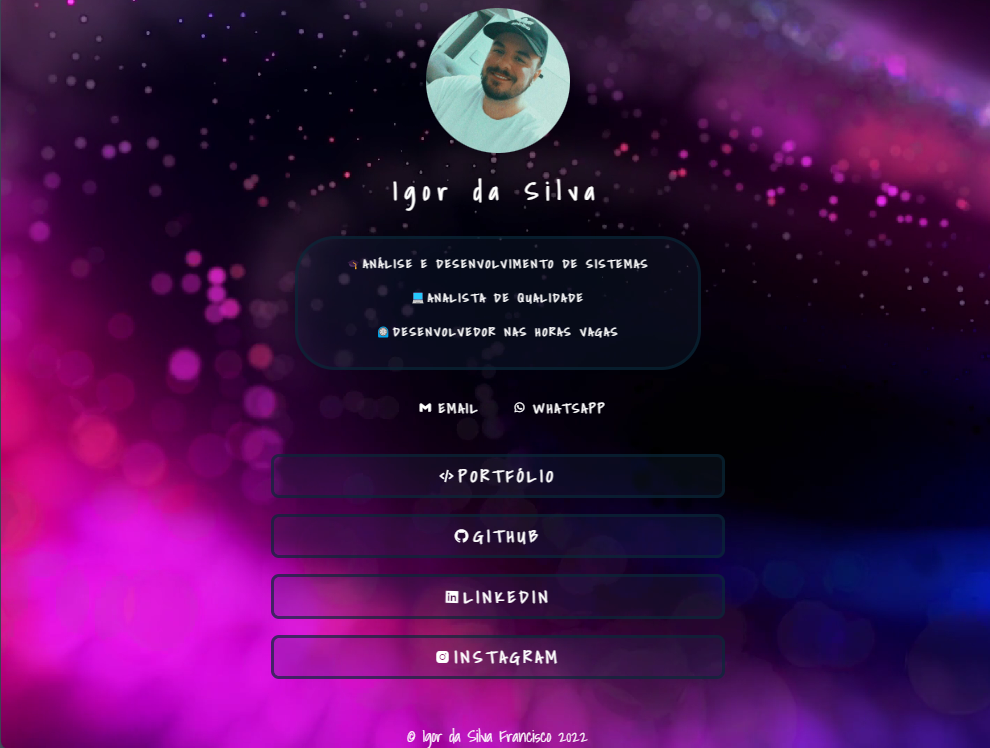 Igor da Silva
ANÁLISE E DESENVOLVIMENTO DE SISTEMAS
ANALISTA DE QUALIDADE
DESENVOLVEDOR NAS HORAS VAGAS
EMAIL WHATSAPP
</>PORTFÓLIO
GITHUB
LINKEDIN
INSTAGRAM
© Igor da Silva Francisco 2022